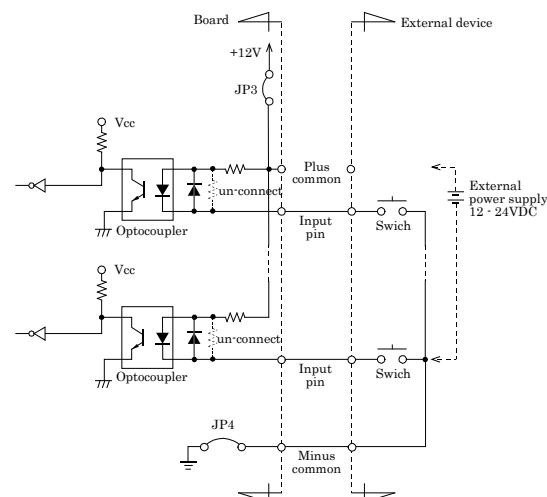 Board
External device
+12V
JP3
Vcc
Plus
common
un-connect
External
power supply
12 - 24VDC
Input
pin
Swich
Optocoupler
Vcc
un-connect
Input
pin
Swich
Optocoupler
JP4
Minus
common